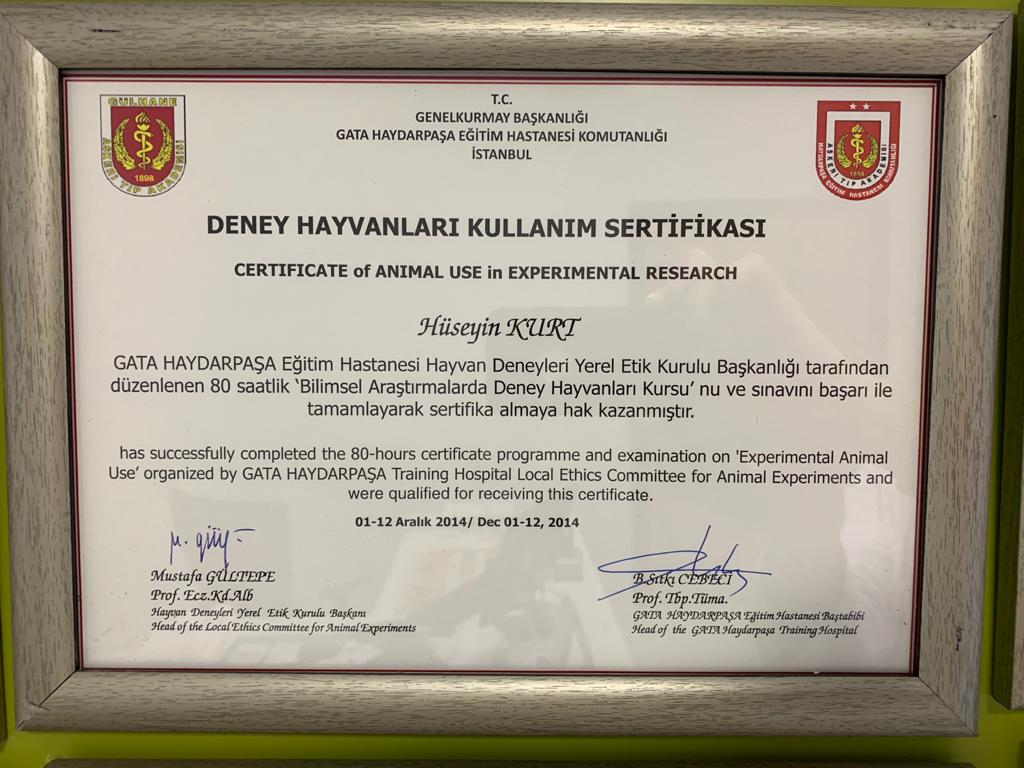 GÜLHANE
ASKERİ TIP AKADEMİSİ
1898
T.C.
GENELKURMAY BAŞKANLIĞI
GATA HAYDARPAŞA EĞİTİM HASTANESİ KOMUTANLIĞI
İSTANBUL
ASKERİ TIP AKADEMİSİ
1898
HAYDARPAŞA EĞİTİM HASTANESİ KOMUTANLIĞI
DENEY HAYVANLARI KULLANIM SERTİFİKASI
CERTIFICATE of ANIMAL USE in EXPERIMENTAL RESEARCH
Hüseyin KURT
GATA HAYDARPAŞA Eğitim Hastanesi Hayvan Deneyleri Yerel Etik Kurulu Başkanlığı tarafından
düzenlenen 80 saatlik ‘Bilimsel Araştırmalarda Deney Hayvanları Kursu’ nu ve sınavını başarı ile
tamamlayarak sertifika almaya hak kazanmıştır.
has successfully completed the 80-hours certificate programme and examination on 'Experimental Animal
Use’ organized by GATA HAYDARPAŞA Training Hospital Local Ethics Committee for Animal Experiments and
were qualified for receiving this certificate.
01-12 Aralık 2014/ Dec 01-12, 2014
Mustafa GÜLTEPE
Prof. Ecz.Kd.Alb
Hayvan Deneyleri Yerel Etik Kurulu Başkanı
Head of the Local Ethics Committee for Animal Experiments
B.Sıtkı CEBECİ
Prof. Tbp.Tüma.
GATA HAYDARPAŞA Eğitim Hastanesi Baştabibi
Head of the GATA Haydarpaşa Training Hospital